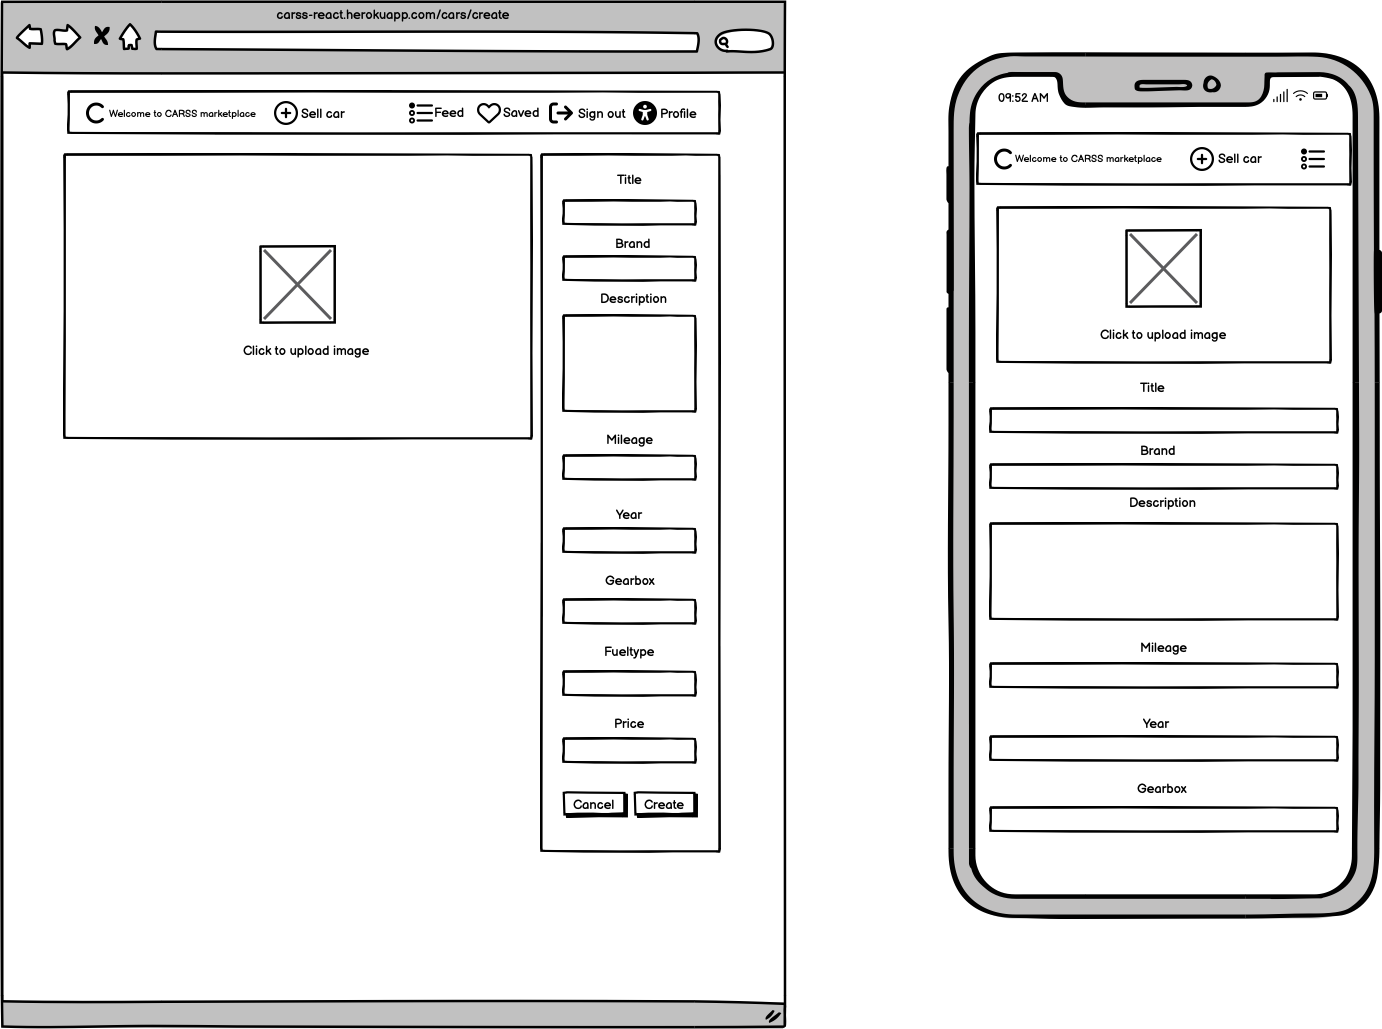 carss-react.herokuapp.com/cars/create
Welcome to CARSS marketplace Sell car Feed Saved Sign out Profile
Click to upload image
Title
Brand
Description
Mileage
Year
Gearbox
Fueltype
Price
Cancel Create
09:52 AM
Welcome to CARSS marketplace Sell car
Click to upload image
Title
Brand
Description
Mileage
Year
Gearbox